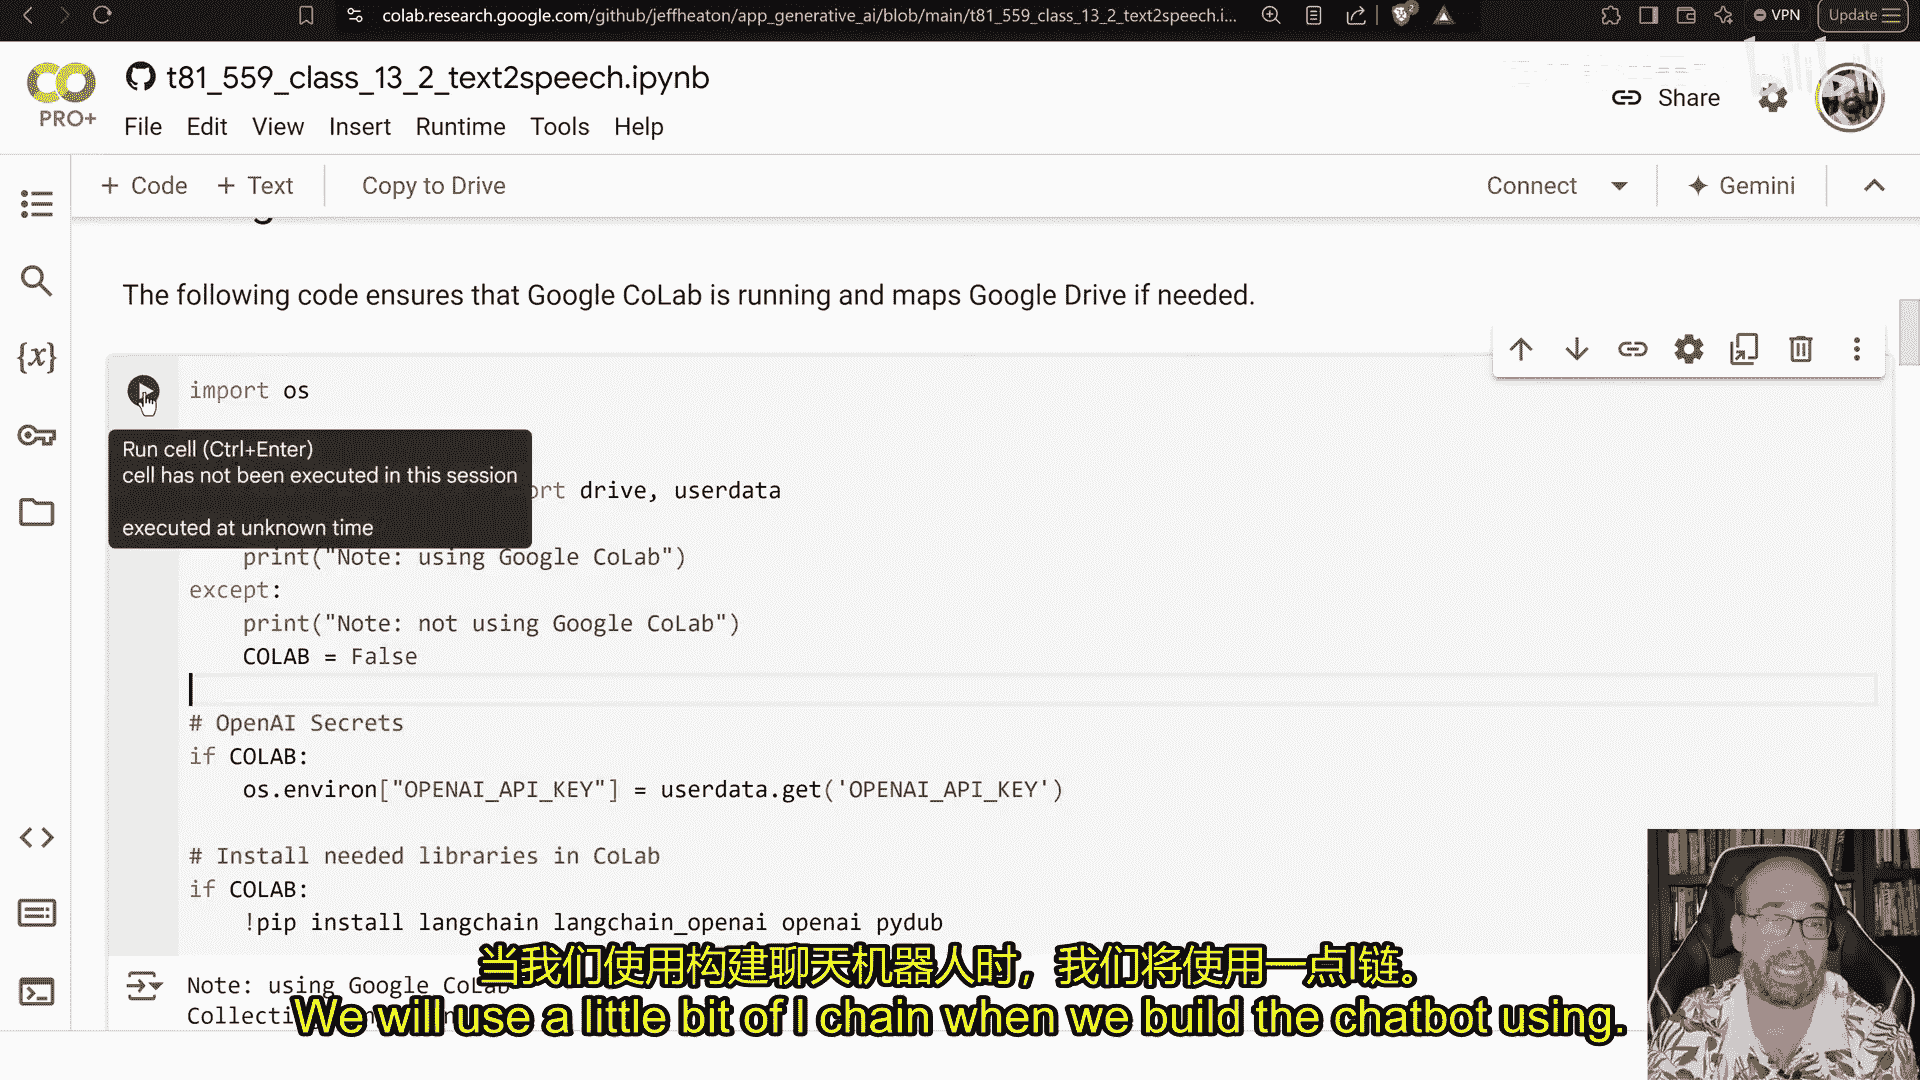 colab.research.google.com/github/jeffheaton/app_generative_ai/blob/main/t81_559_class_13_2_text2speech.i...
2
VPN
Update
t81_559_class_13_2_text2speech.ipynb
PRO+
File Edit View Insert Runtime Tools Help
Share
+ Code + Text Copy to Drive
Connect Gemini
The following code ensures that Google CoLab is running and maps Google Drive if needed.
import os
Run cell (Ctrl+Enter)
cell has not been executed in this session
executed at unknown time
drive, userdata
print("Note: using Google CoLab")
except:
print("Note: not using Google CoLab")
COLAB = False
# OpenAI Secrets
if COLAB:
os.environ["OPENAI_API_KEY"] = userdata.get('OPENAI_API_KEY')
# Install needed libraries in CoLab
if COLAB:
!pip install langchain langchain_openai openai pydub
Note: using Google CoLab
当我们使用构建聊天机器人时，我们将使用一点l链。
We will use a little bit of l chain when we build the chatbot using.